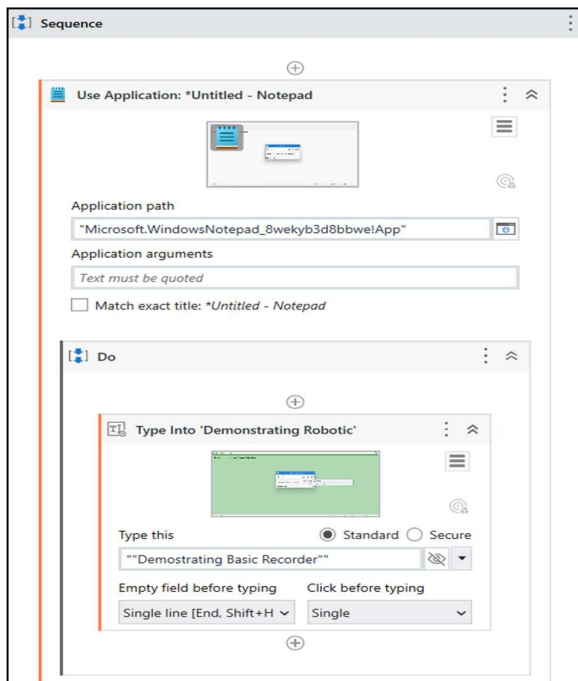 Sequence
Use Application: *Untitled - Notepad
Application path
"Microsoft.WindowsNotepad_8wekyb3d8bbwe!App"
Application arguments
Text must be quoted
Match exact title: *Untitled - Notepad
Do
Type Into 'Demonstrating Robotic'
Type this Standard Secure
""Demostrating Basic Recorder""
Empty field before typing Click before typing
Single line [End, Shift+H Single